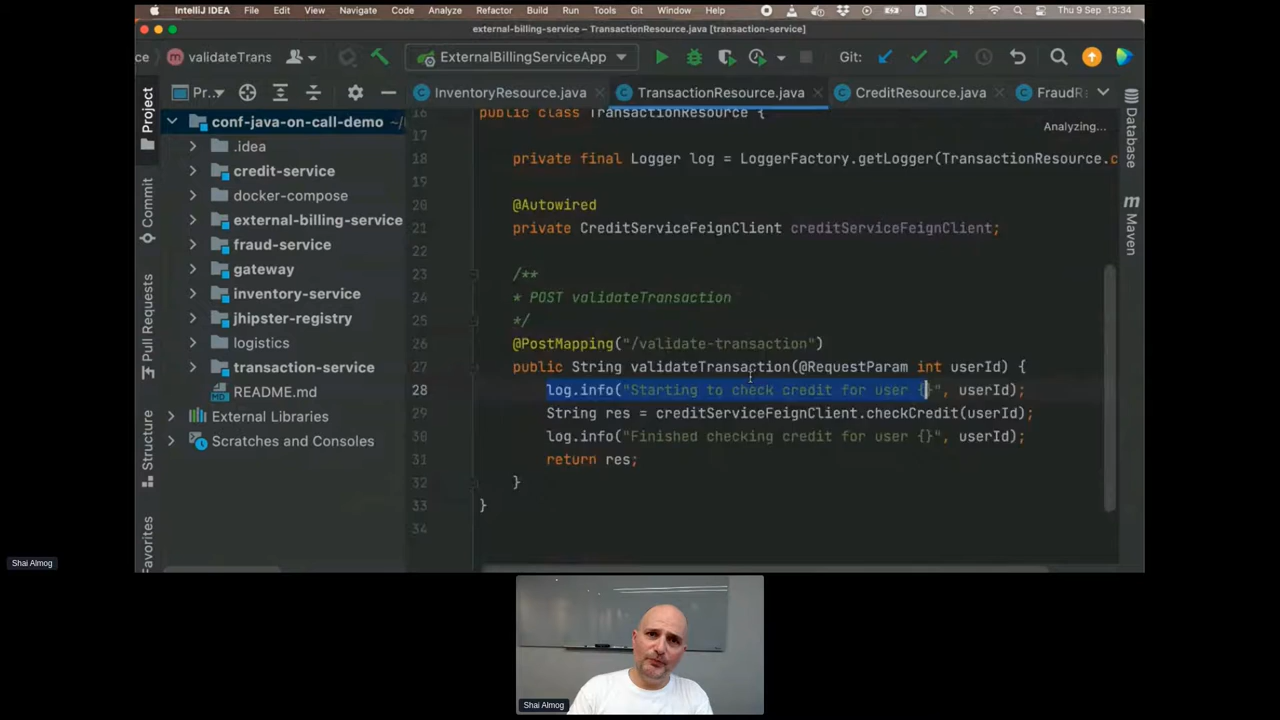 IntelliJ IDEA File Edit View Navigate Code Analyze Refactor Build Run Tools Git Window Help A Thu 9 Sep 13:34
external-billing-service – TransactionResource.java [transaction-service]
ce m validateTrans ExternalBillingServiceApp Git:
Pr... InventoryResource.java TransactionResource.java CreditResource.java FraudR
Project
Commit
Pull Requests
Structure
Favorites
conf-java-on-call-demo ~/
.idea
credit-service
docker-compose
external-billing-service
fraud-service
gateway
inventory-service
jhipster-registry
logistics
transaction-service
README.md
External Libraries
Scratches and Consoles
Analyzing...
16 public class TransactionResource {
17
18 private final Logger log = LoggerFactory.getLogger(TransactionResource.c
19
20 @Autowired
21 private CreditServiceFeignClient creditServiceFeignClient;
22
23 /**
24 * POST validateTransaction
25 */
26 @PostMapping("/validate-transaction")
27 public String validateTransaction(@RequestParam int userId) {
28 log.info("Starting to check credit for user {}", userId);
29 String res = creditServiceFeignClient.checkCredit(userId);
30 log.info("Finished checking credit for user {}", userId);
31 return res;
32 }
33 }
34
Database
m Maven
Shai Almog
Shai Almog